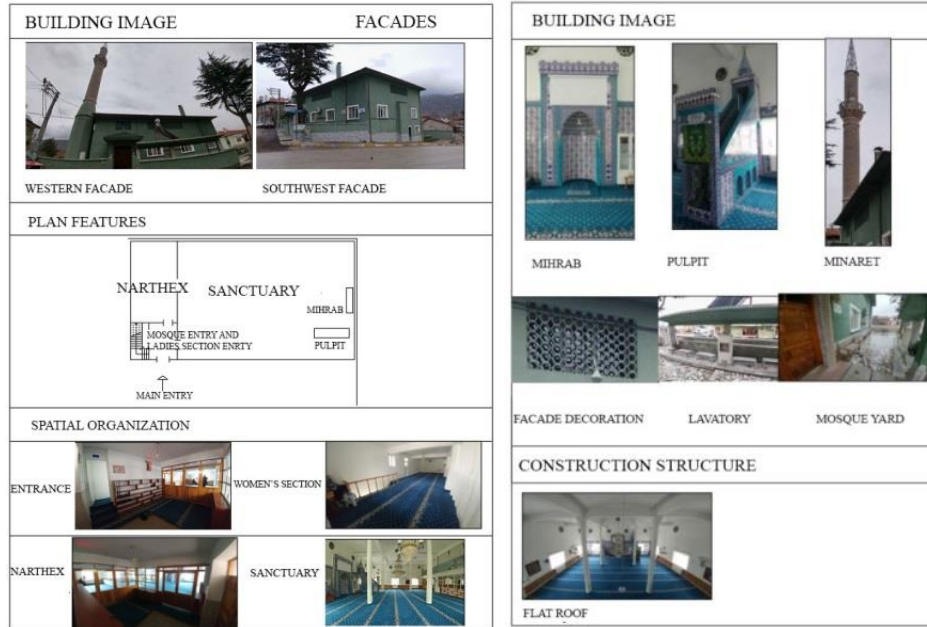 BUILDING IMAGE
FACADES
WESTERN FACADE
SOUTHWEST FACADE
PLAN FEATURES
NARTHEX
SANCTUARY
MIHRAB
MOSQUE ENTRY AND
LADIES SECTION ENRTY
PULPIT
MAIN ENTRY
SPATIAL ORGANIZATION
ENTRANCE
WOMEN'S SECTION
NARTHEX
SANCTUARY
BUILDING IMAGE
MIHRAB
PULPIT
MINARET
FACADE DECORATION
LAVATORY
MOSQUE YARD
CONSTRUCTION STRUCTURE
FLAT ROOF